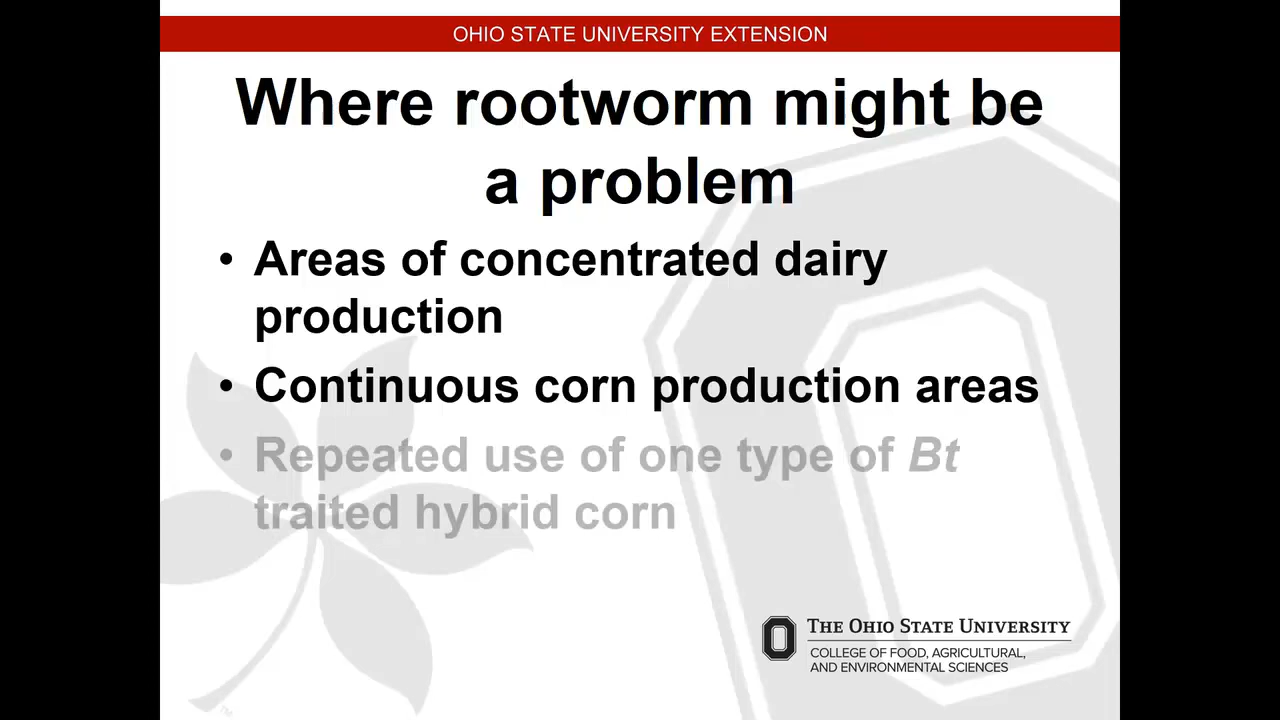 OHIO STATE UNIVERSITY EXTENSION
Where rootworm might be
a problem
• Areas of concentrated dairy
production
• Continuous corn production areas
• Repeated use of one type of Bt
traited hybrid corn
THE OHIO STATE UNIVERSITY
COLLEGE OF FOOD, AGRICULTURAL,
AND ENVIRONMENTAL SCIENCES
TM